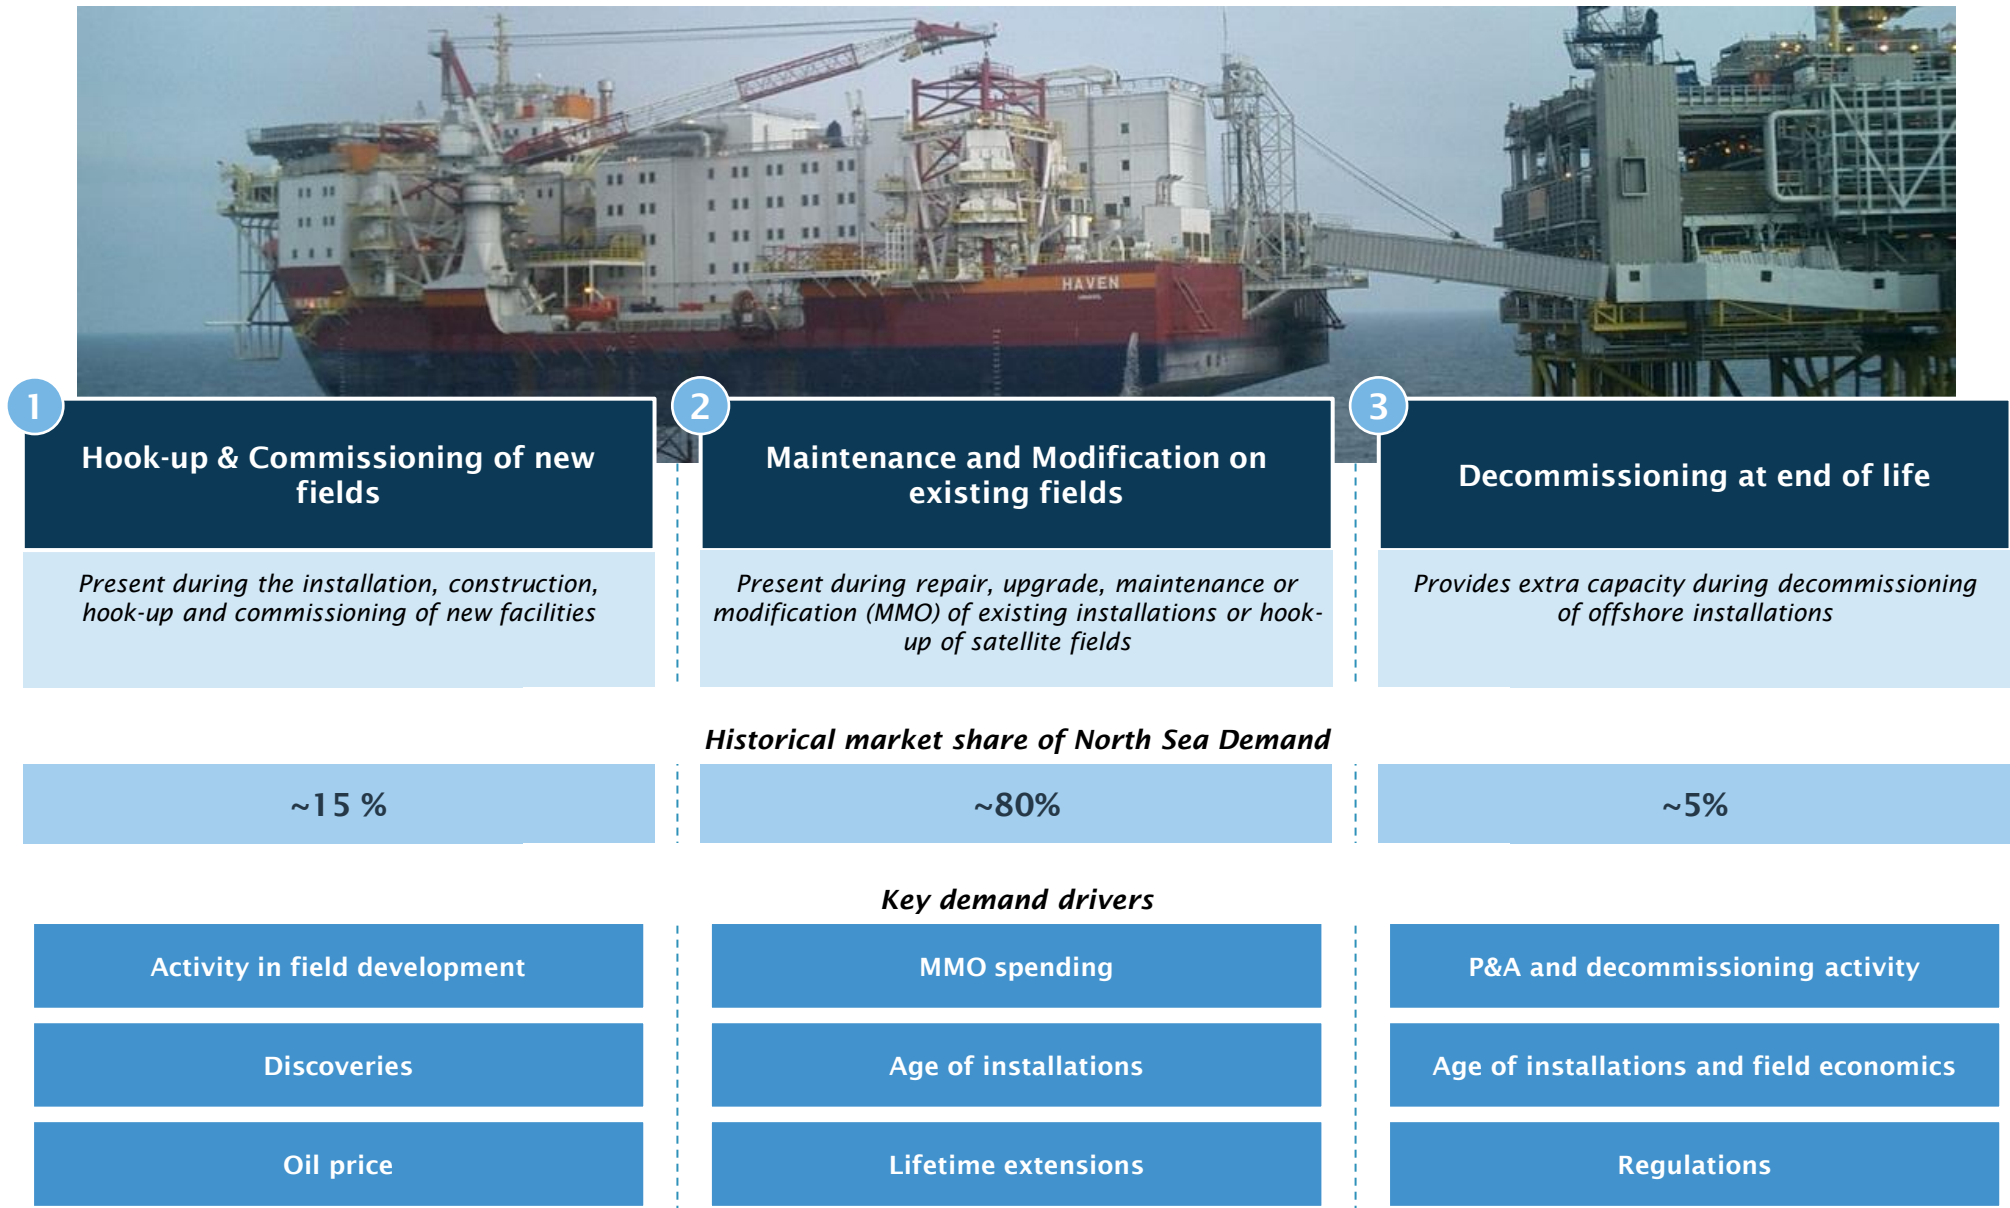 HAVEN
1
Hook-up & Commissioning of new
fields
Present during the installation, construction,
hook-up and commissioning of new facilities
2
Maintenance and Modification on
existing fields
Present during repair, upgrade, maintenance or
modification (MMO) of existing installations or hook-
up of satellite fields
3
Decommissioning at end of life
Provides extra capacity during decommissioning
of offshore installations
Historical market share of North Sea Demand
~15 %
~80%
~5%
Key demand drivers
Activity in field development
MMO spending
P&A and decommissioning activity
Discoveries
Age of installations
Age of installations and field economics
Oil price
Lifetime extensions
Regulations